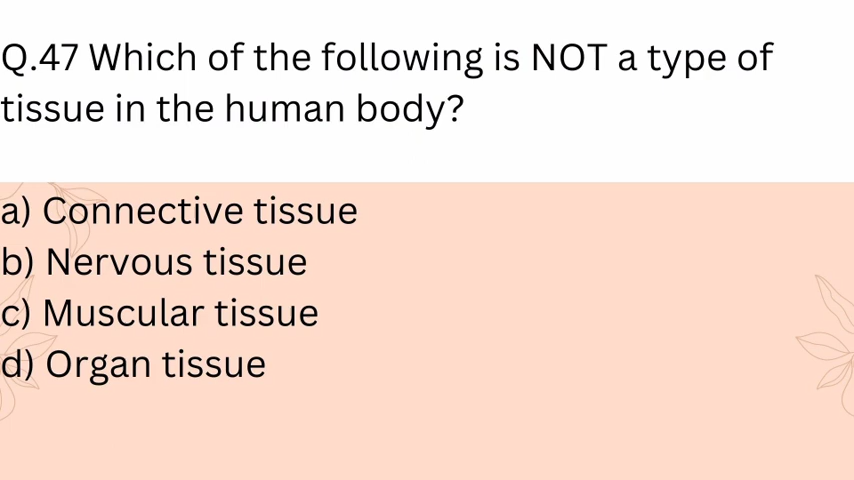 Q.47 Which of the following is NOT a type of
tissue in the human body?
a) Connective tissue
b) Nervous tissue
c) Muscular tissue
d) Organ tissue